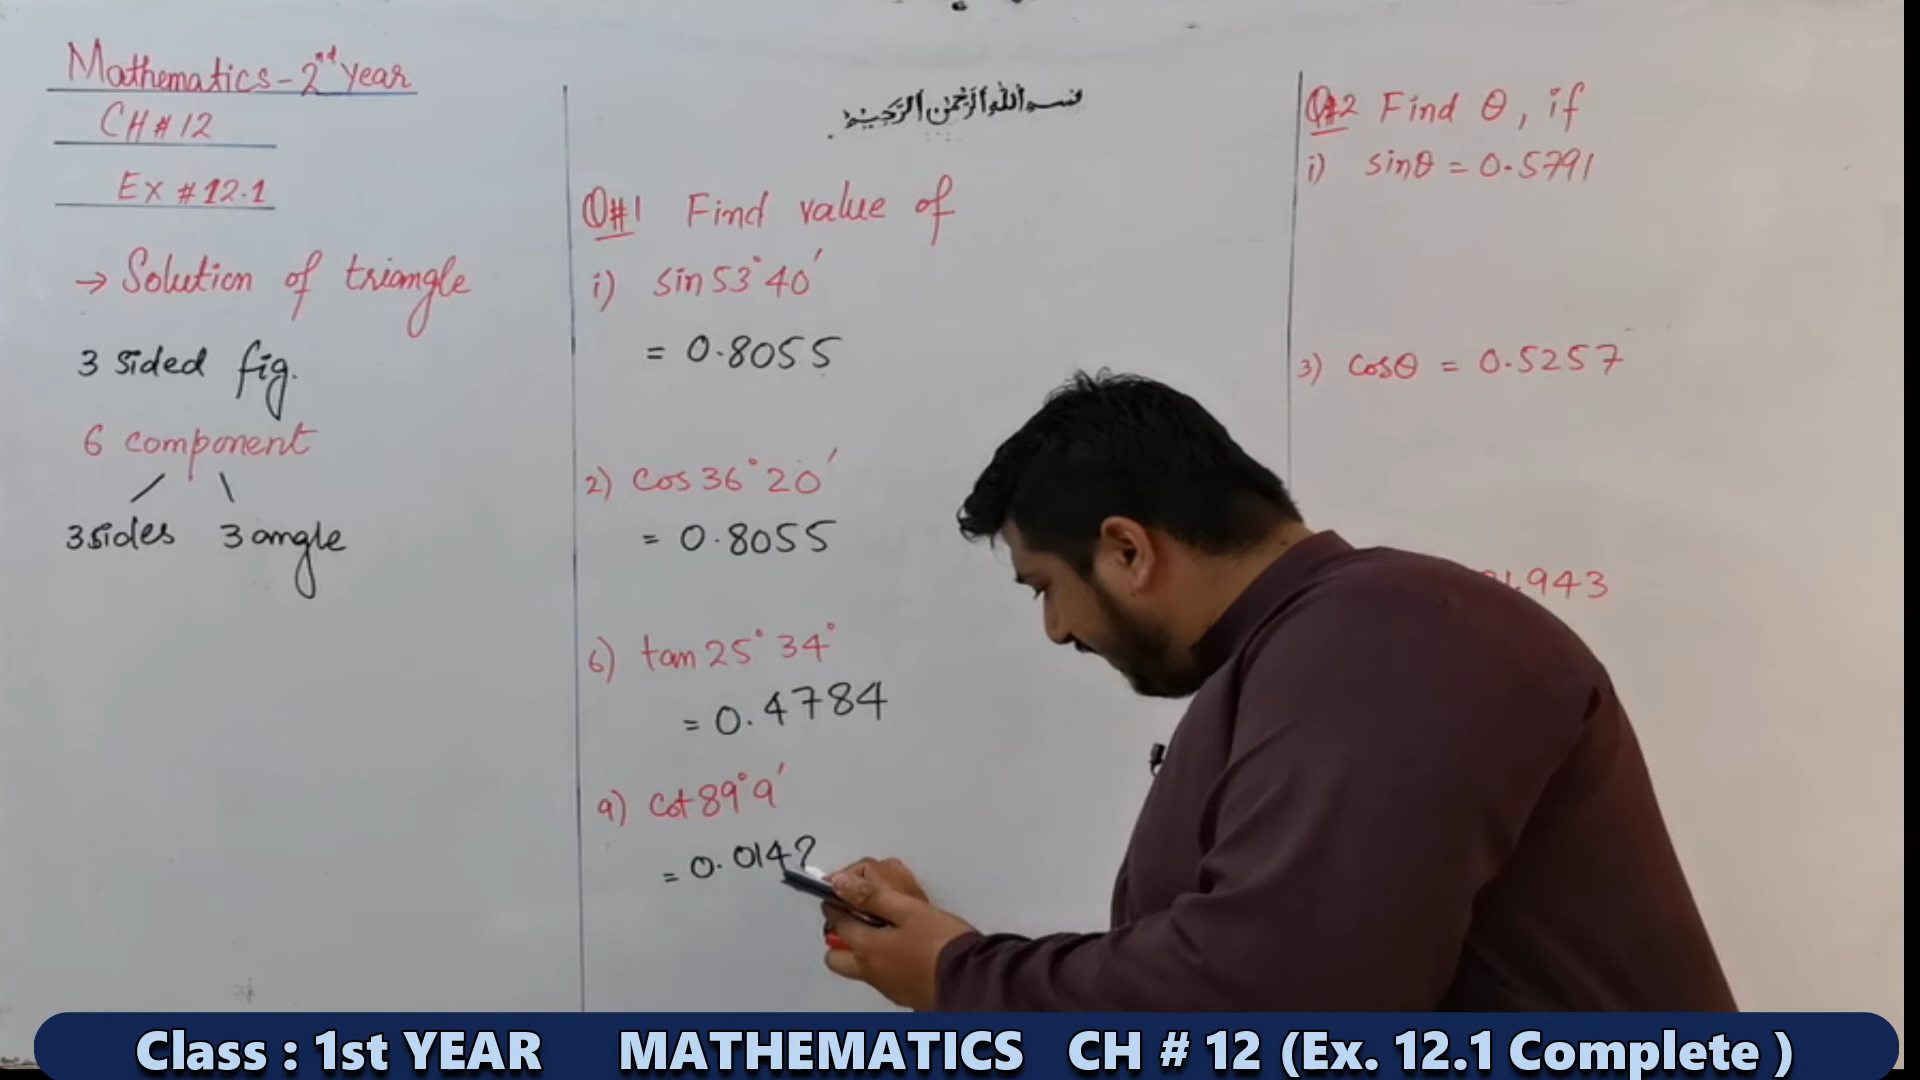 Mathematics - 2nd year
CH # 12
Ex # 12.1
→ Solution of triangle
3 sided fig.
6 component
3 sides 3 angle
بسم الله الرحمن الرحيم
Q#1 Find value of
i) sin 53° 40′
= 0.8055
2) cos 36° 20′
= 0.8055
6) tan 25° 34°
= 0.4784
9) cot 89° 9′
= 0.014
Q#2 Find θ, if
i) sinθ = 0.5791
3) cosθ = 0.5257
1.943
Class : 1st YEAR MATHEMATICS CH # 12 (Ex. 12.1 Complete )